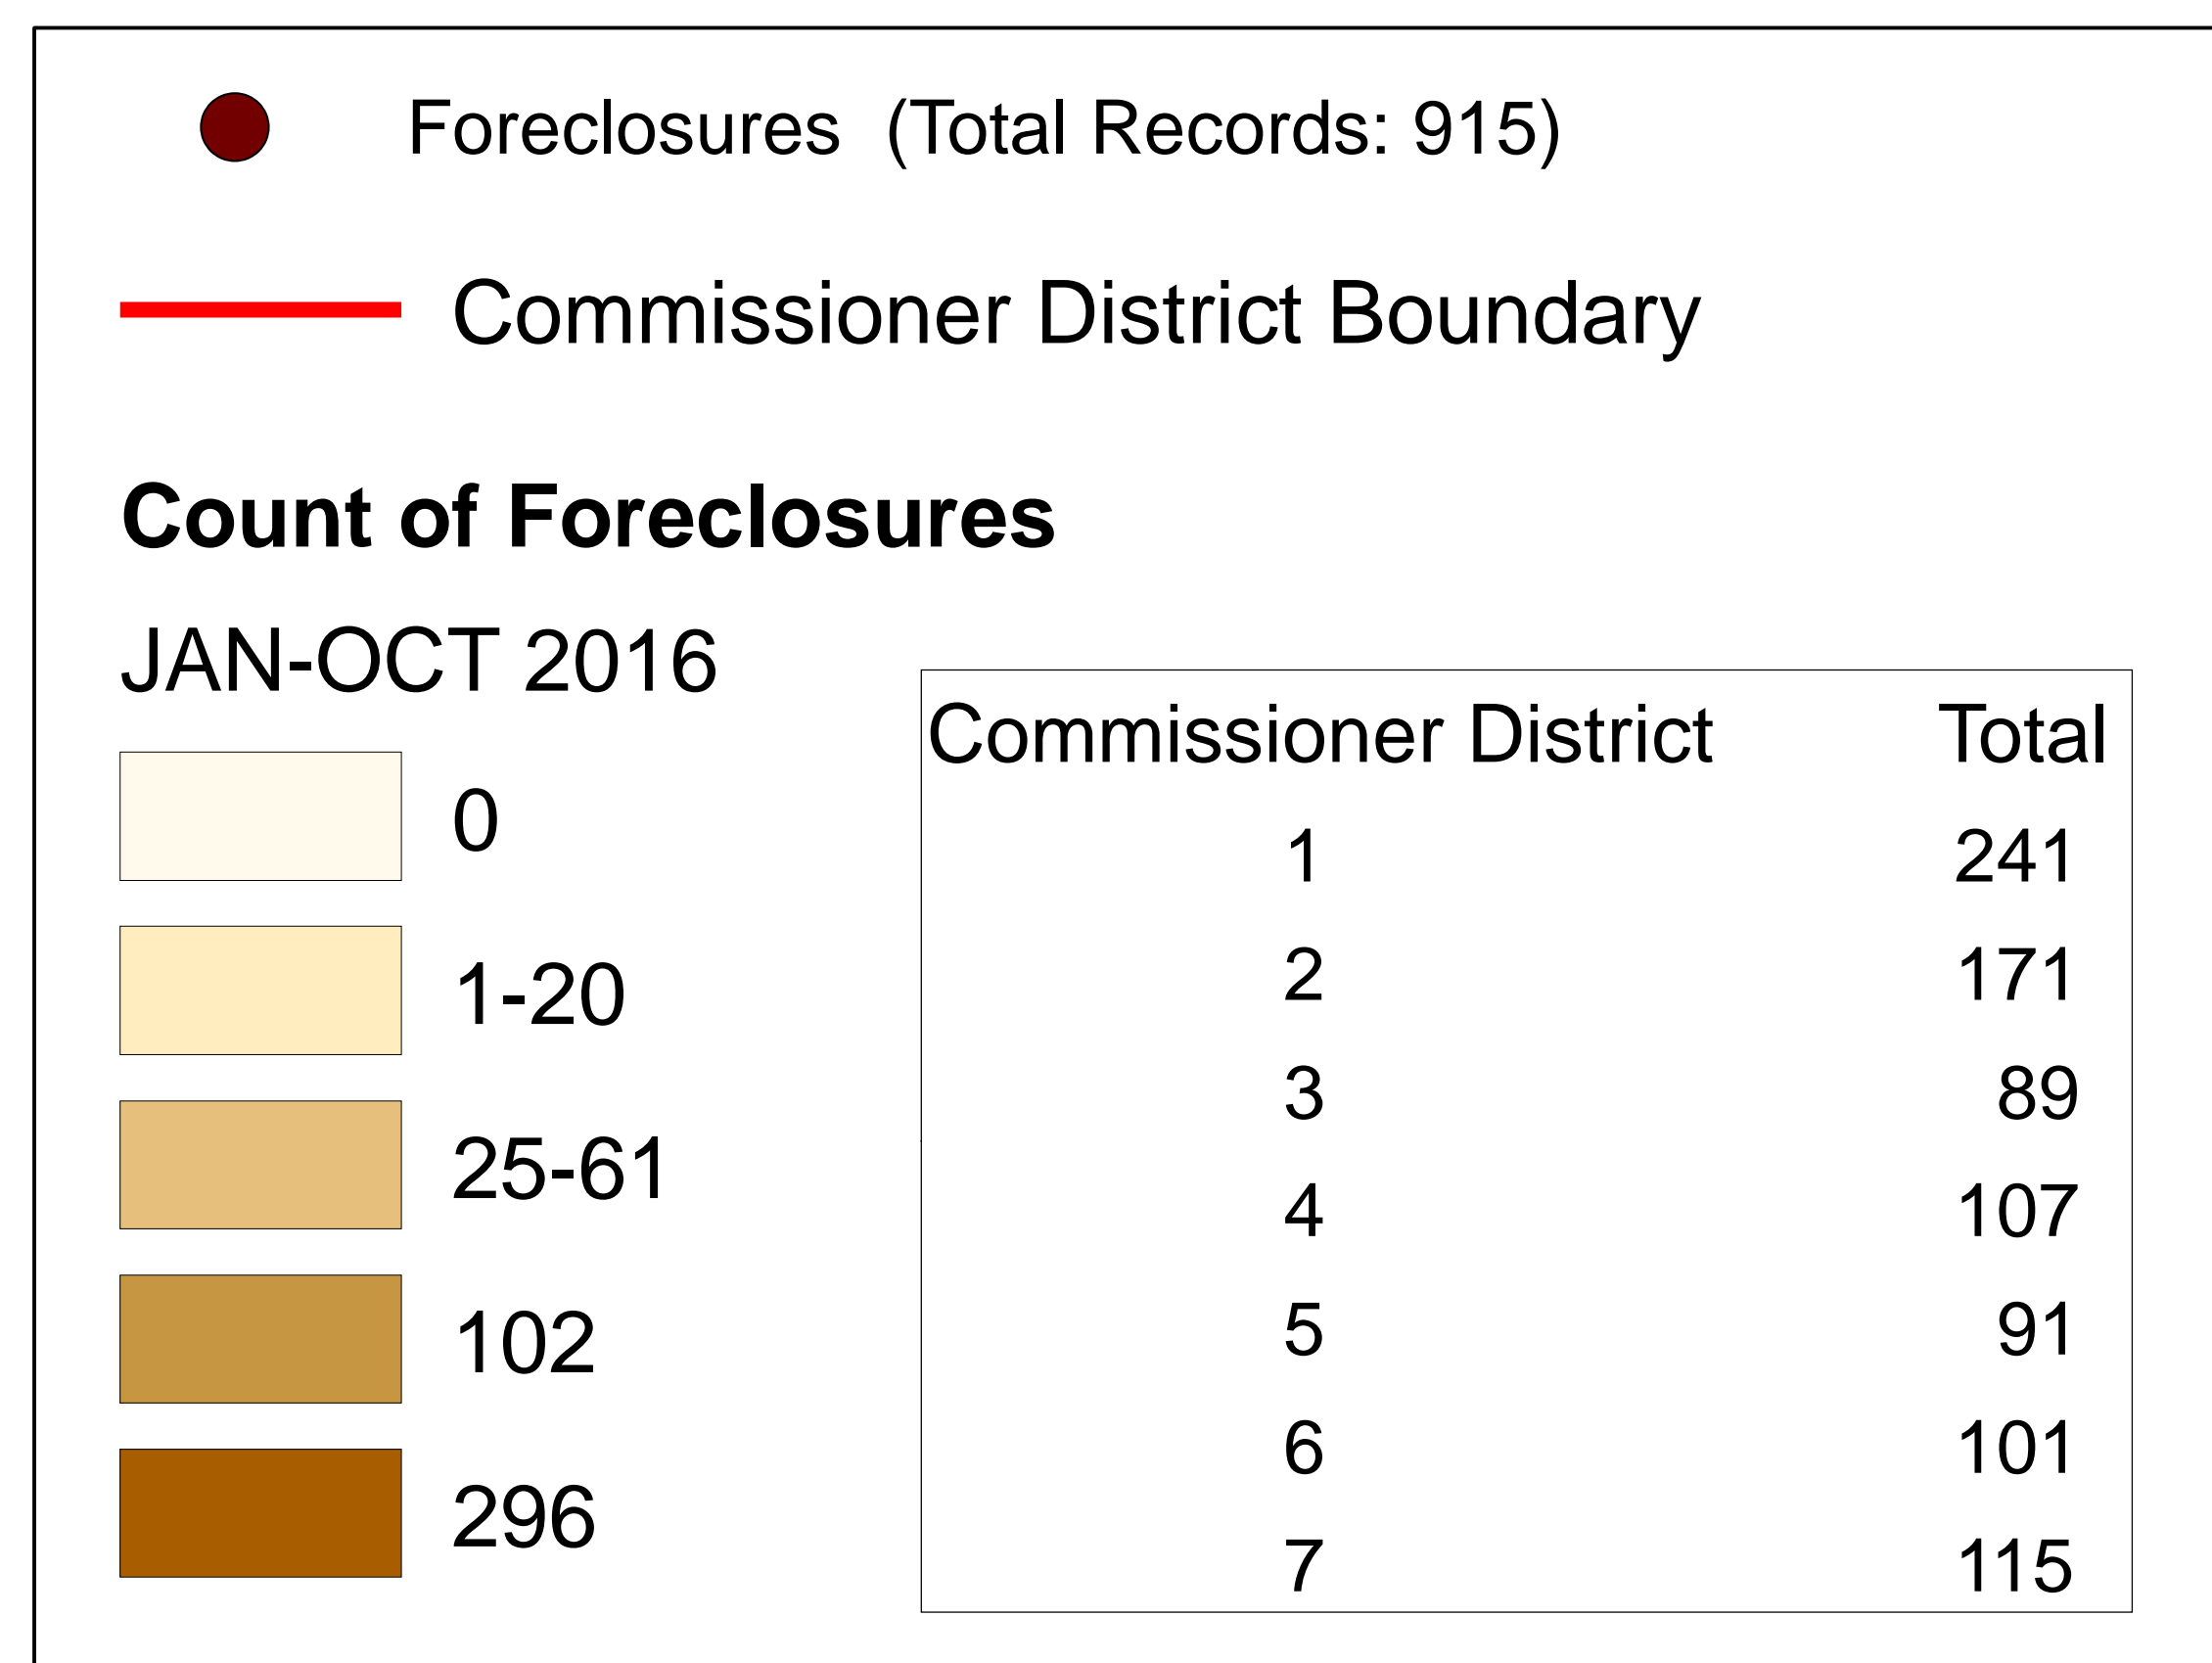 Foreclosures (Total Records: 915)
Commissioner District Boundary
Count of Foreclosures
JAN-OCT 2016
0
1-20
25-61
102
296
Commissioner District Total
1 241
2 171
3 89
4 107
5 91
6 101
7 115